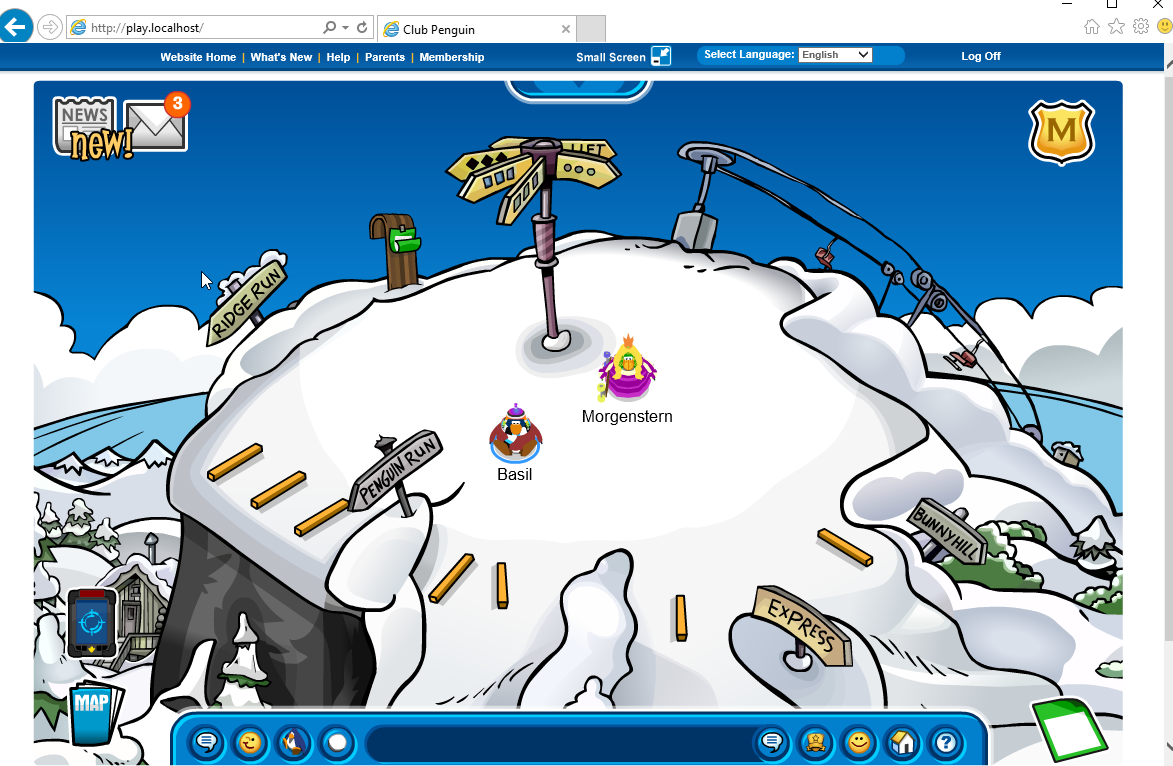 http://play.localhost/
Club Penguin
Website Home | What's New | Help | Parents | Membership
Small Screen
Select Language: English
Log Off
NEWS
new!
3
M
RIDGE RUN
Morgenstern
Basil
PENGUIN RUN
BUNNYHILL
EXPRESS
MAP
?